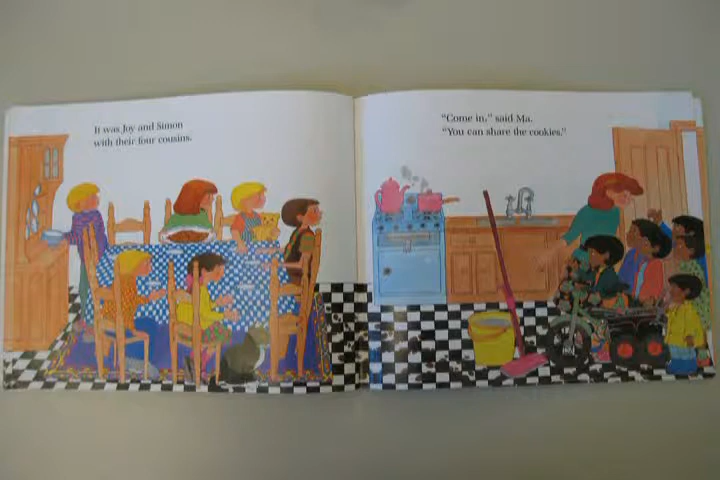 It was Joy and Simon
with their four cousins.
"Come in," said Ma.
"You can share the cookies."